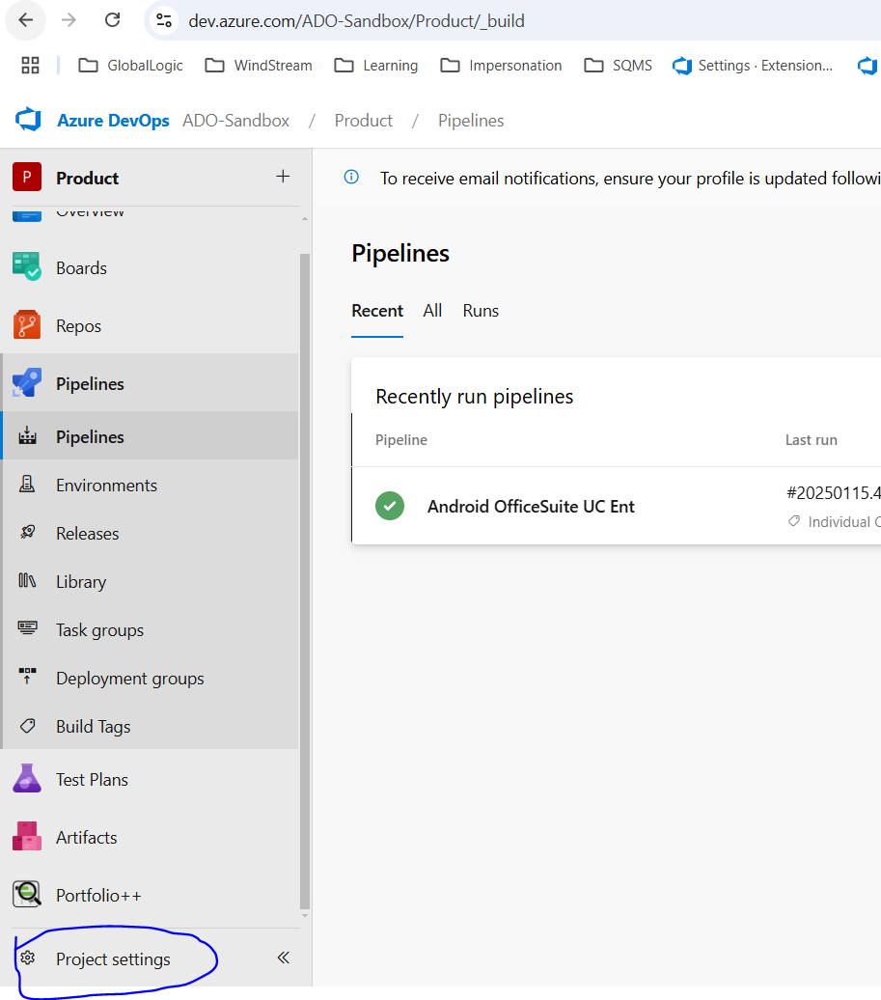 dev.azure.com/ADO-Sandbox/Product/_build
GlobalLogic WindStream Learning Impersonation SQMS Settings · Extension...
Azure DevOps ADO-Sandbox / Product / Pipelines
P Product +
To receive email notifications, ensure your profile is updated followi
Overview
Boards
Repos
Pipelines
Pipelines
Environments
Releases
Library
Task groups
Deployment groups
Build Tags
Test Plans
Artifacts
Portfolio++
Project settings
Pipelines
Recent All Runs
Recently run pipelines
Pipeline Last run
Android OfficeSuite UC Ent #20250115.4
Individual C